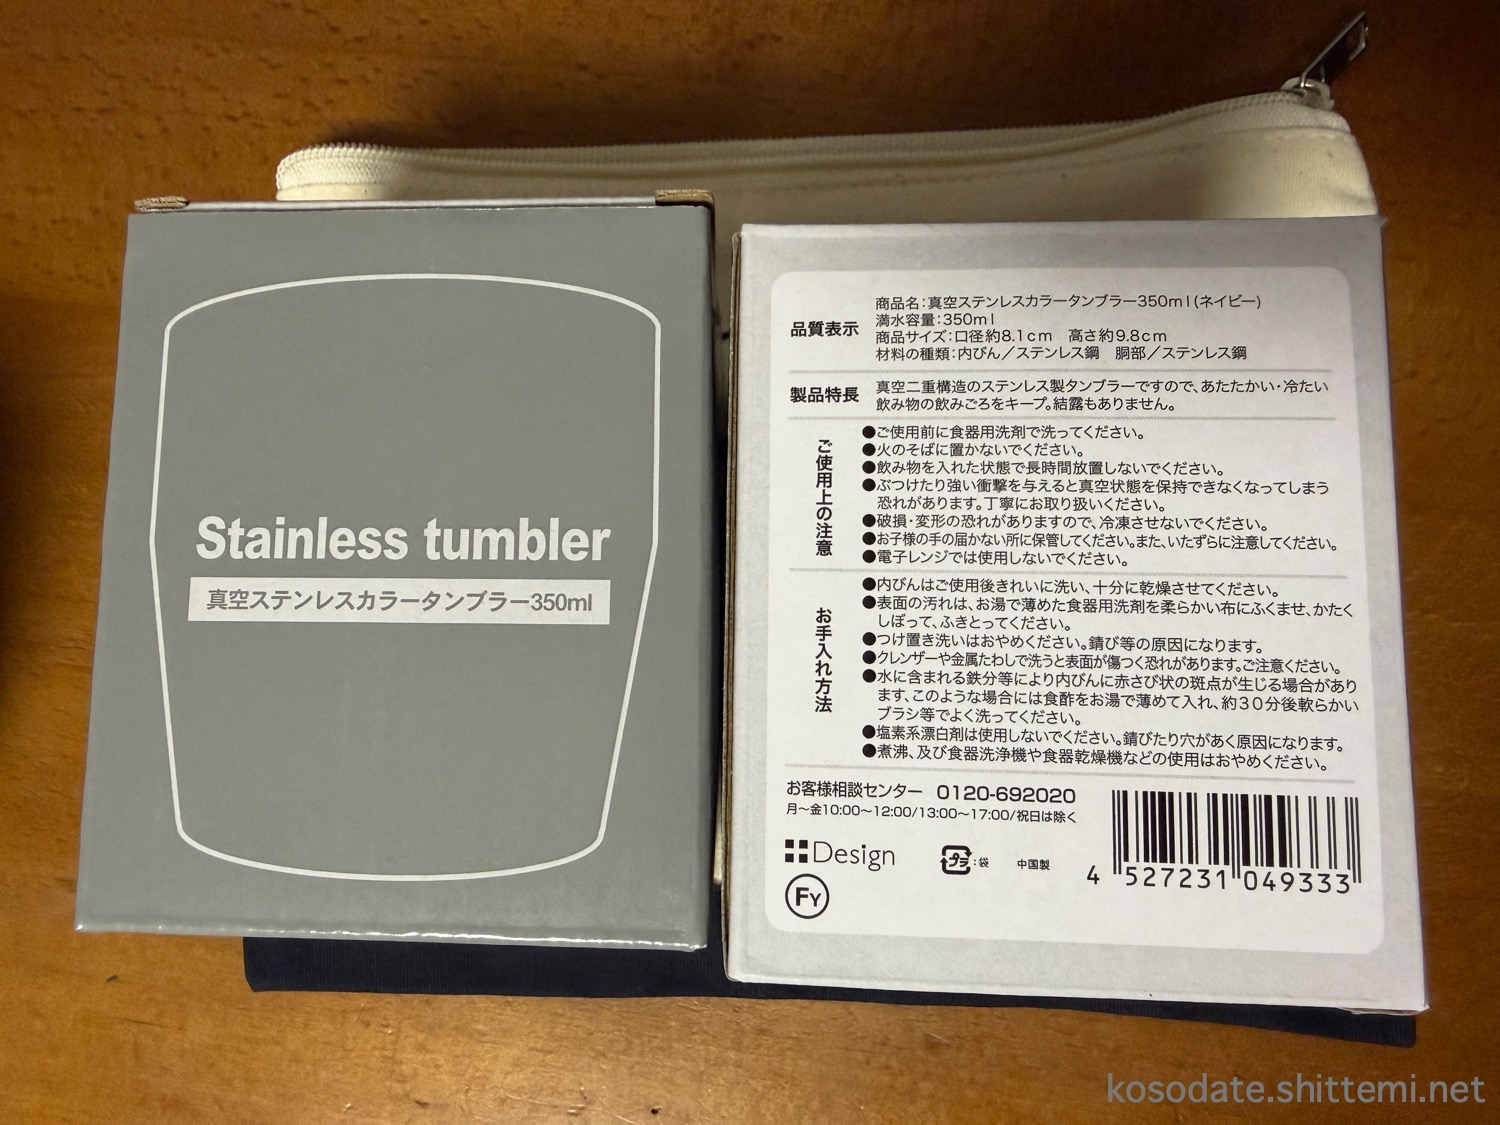 Stainless tumbler
真空ステンレスカラータンブラー350ml
品質表示
商品名:真空ステンレスカラータンブラー350ml(ネイビー)
満水容量:350ml
商品サイズ:口径約8.1cm 高さ約9.8cm
材料の種類:内びん/ステンレス鋼 胴部/ステンレス鋼
製品特長
真空二重構造のステンレス製タンブラーですので、あたたかい・冷たい
飲み物の飲みごろをキープ。結露もありません。
ご使用上の注意
●ご使用前に食器用洗剤で洗ってください。
●火のそばに置かないでください。
●飲み物を入れた状態で長時間放置しないでください。
●ぶつけたり強い衝撃を与えると真空状態を保持できなくなってしまう
恐れがあります。丁寧にお取り扱いください。
●破損・変形の恐れがありますので、冷凍させないでください。
●お子様の手の届かない所に保管してください。また、いたずらに注意してください。
●電子レンジでは使用しないでください。
お手入れ方法
●内びんはご使用後きれいに洗い、十分に乾燥させてください。
●表面の汚れは、お湯で薄めた食器用洗剤を柔らかい布にふくませ、かたく
しぼって、ふきとってください。
●つけ置き洗いはおやめください。錆び等の原因になります。
●クレンザーや金属たわしで洗うと表面が傷つく恐れがあります。ご注意ください。
●水に含まれる鉄分等により内びんに赤さび状の斑点が生じる場合があり
ます、このような場合には食酢をお湯で薄めて入れ、約30分後軟らかい
ブラシ等でよく洗ってください。
●塩素系漂白剤は使用しないでください。錆びたり穴があく原因になります。
●煮沸、及び食器洗浄機や食器乾燥機などの使用はおやめください。
お客様相談センター 0120-692020
月〜金10:00〜12:00/13:00〜17:00/祝日は除く
Design
プラ:袋
中国製
FY
4 527231 049333
kosodate.shittemi.net